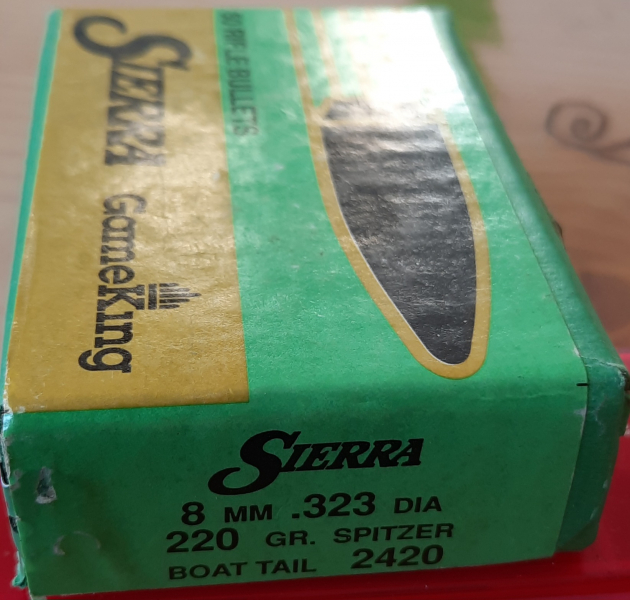 SIERRA
GameKing
50 RIFLE BULLETS
SIERRA
8 MM .323 DIA
220 GR. SPITZER
BOAT TAIL 2420